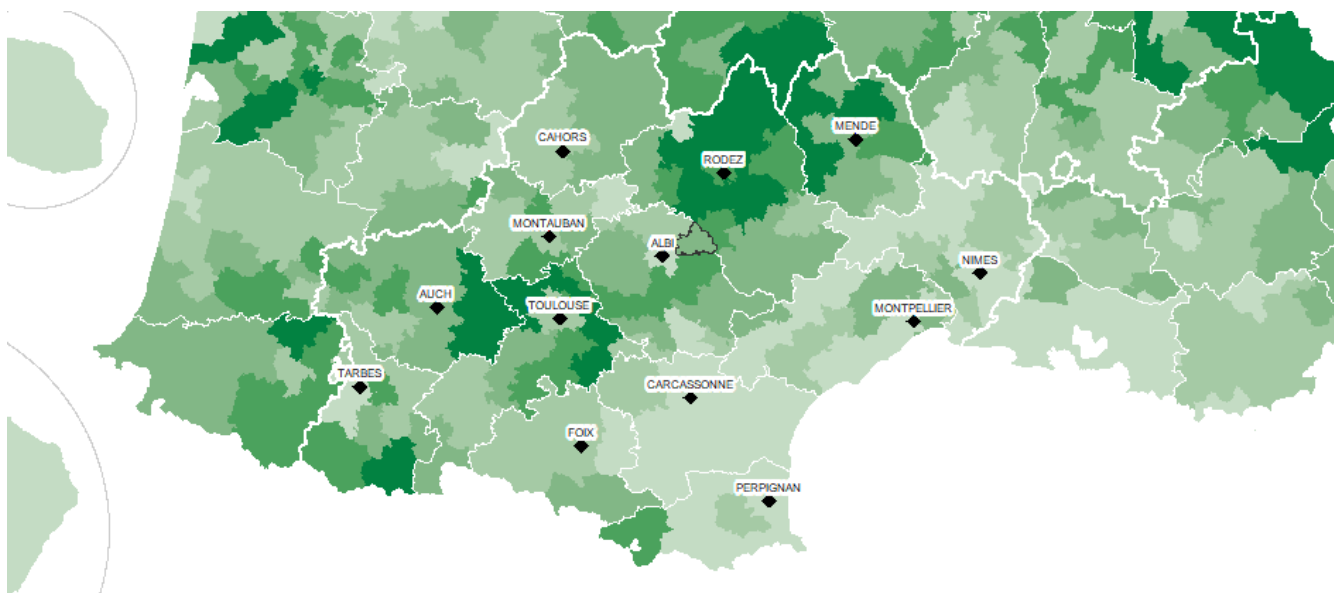 MENDE
CAHORS
RODEZ
MONTAUBAN
ALBI
NIMES
AUCH
TOULOUSE
MONTPELLIER
TARBES
CARCASSONNE
FOIX
PERPIGNAN